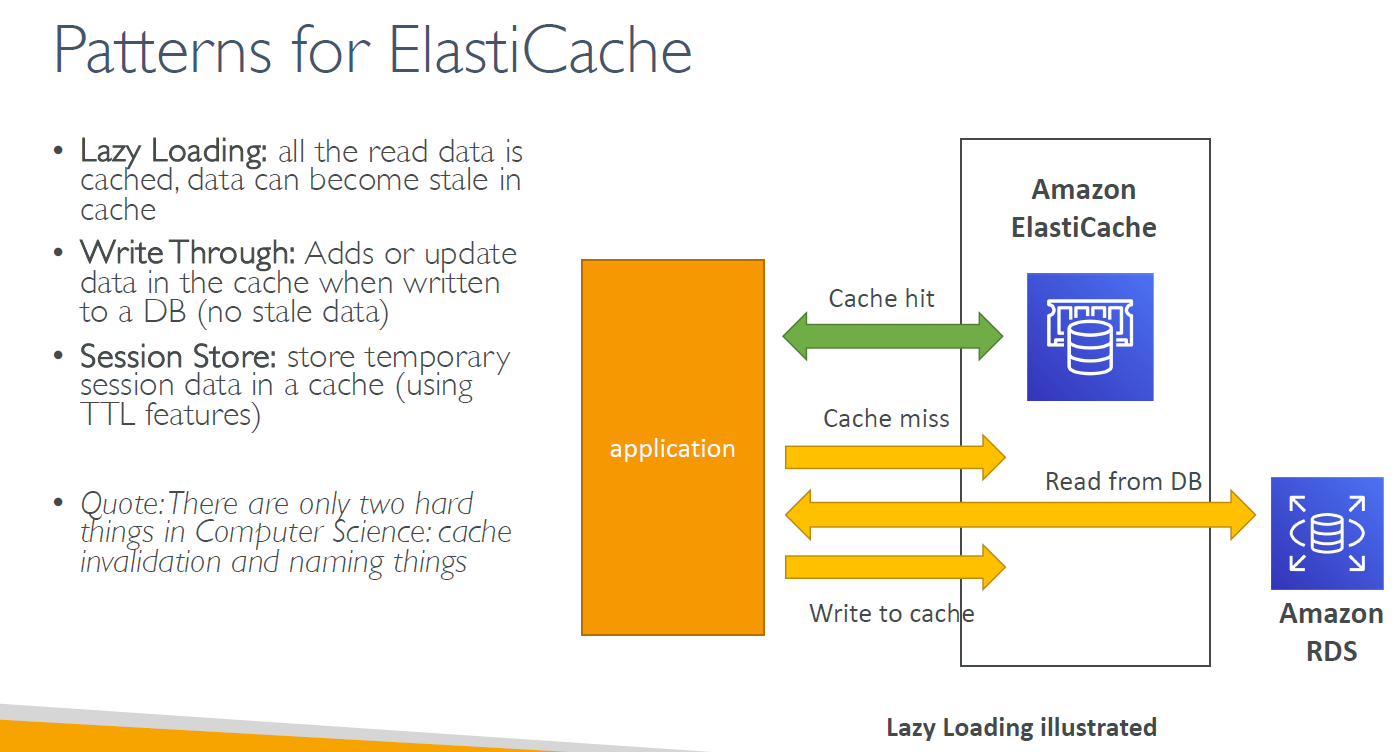 Patterns for ElastiCache
• Lazy Loading: all the read data is
cached, data can become stale in
cache
• Write Through: Adds or update
data in the cache when written
to a DB (no stale data)
• Session Store: store temporary
session data in a cache (using
TTL features)
• Quote: There are only two hard
things in Computer Science: cache
invalidation and naming things
application
Cache hit
Cache miss
Read from DB
Write to cache
Amazon
ElastiCache
Amazon
RDS
Lazy Loading illustrated